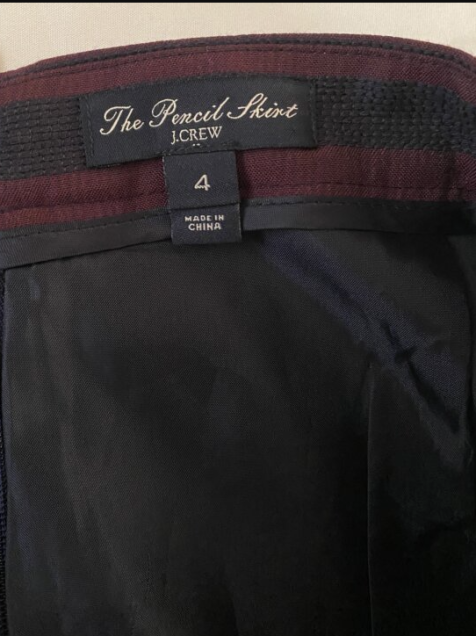 The Pencil Skirt
J.CREW
4
MADE IN
CHINA